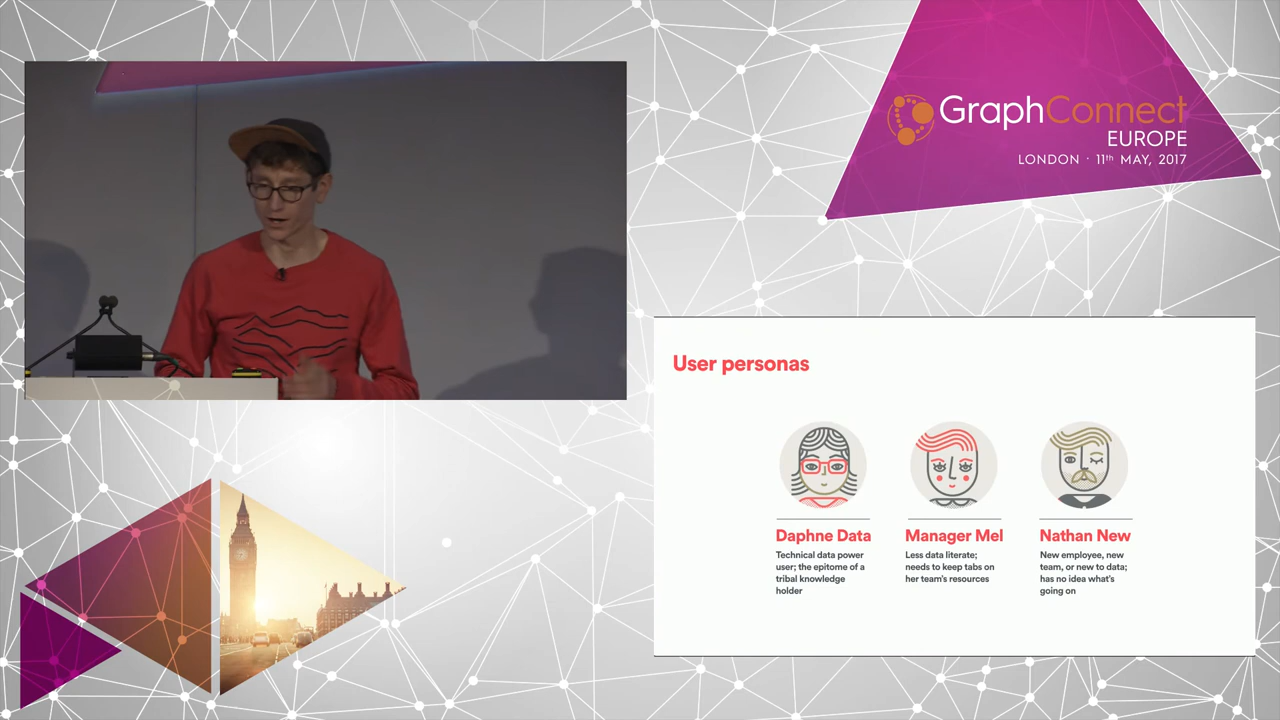 GraphConnect
EUROPE
LONDON · 11th MAY, 2017
User personas
Daphne Data
Technical data power
user; the epitome of a
tribal knowledge
holder
Manager Mel
Less data literate;
needs to keep tabs on
her team's resources
Nathan New
New employee, new
team, or new to data;
has no idea what's
going on